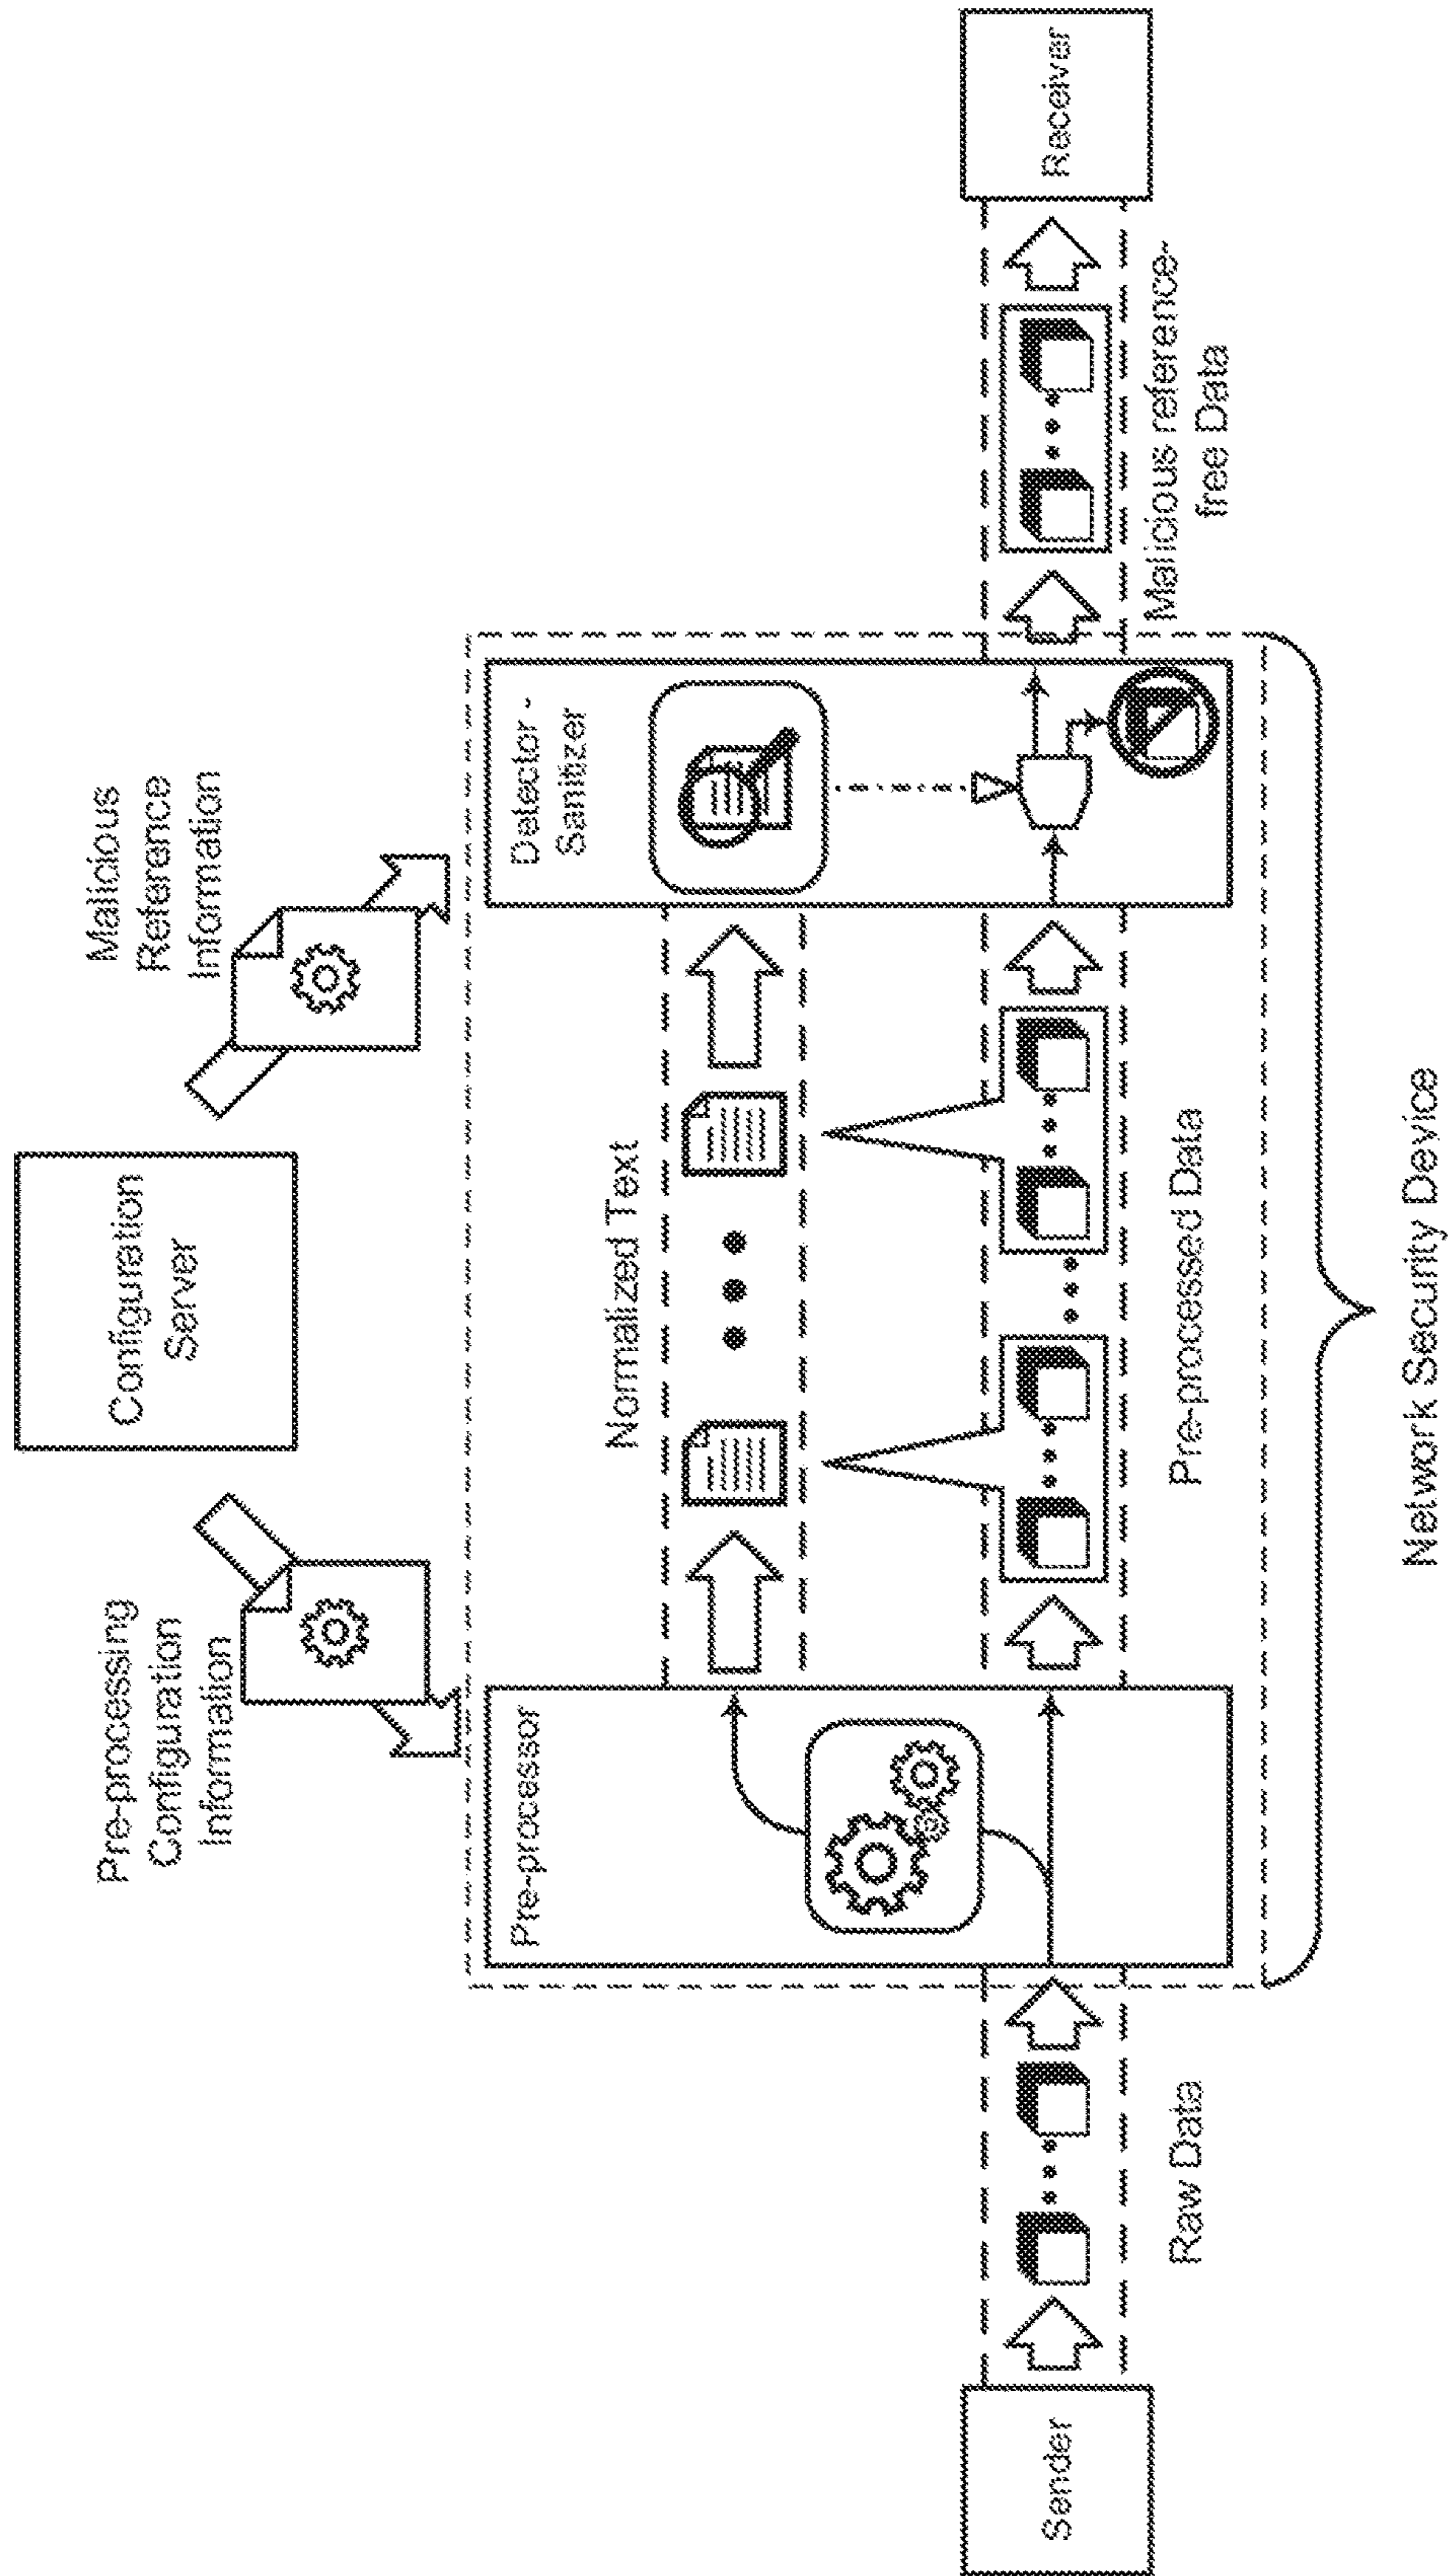 Configuration
Server
Pre-processing
Configuration
Information
Malicious
Reference
Information
Pre-processor
Normalized Text
Detector -
Sanitizer
Sender
Raw Data
Pre-processed Data
Malicious reference-
free Data
Receiver
Network Security Device